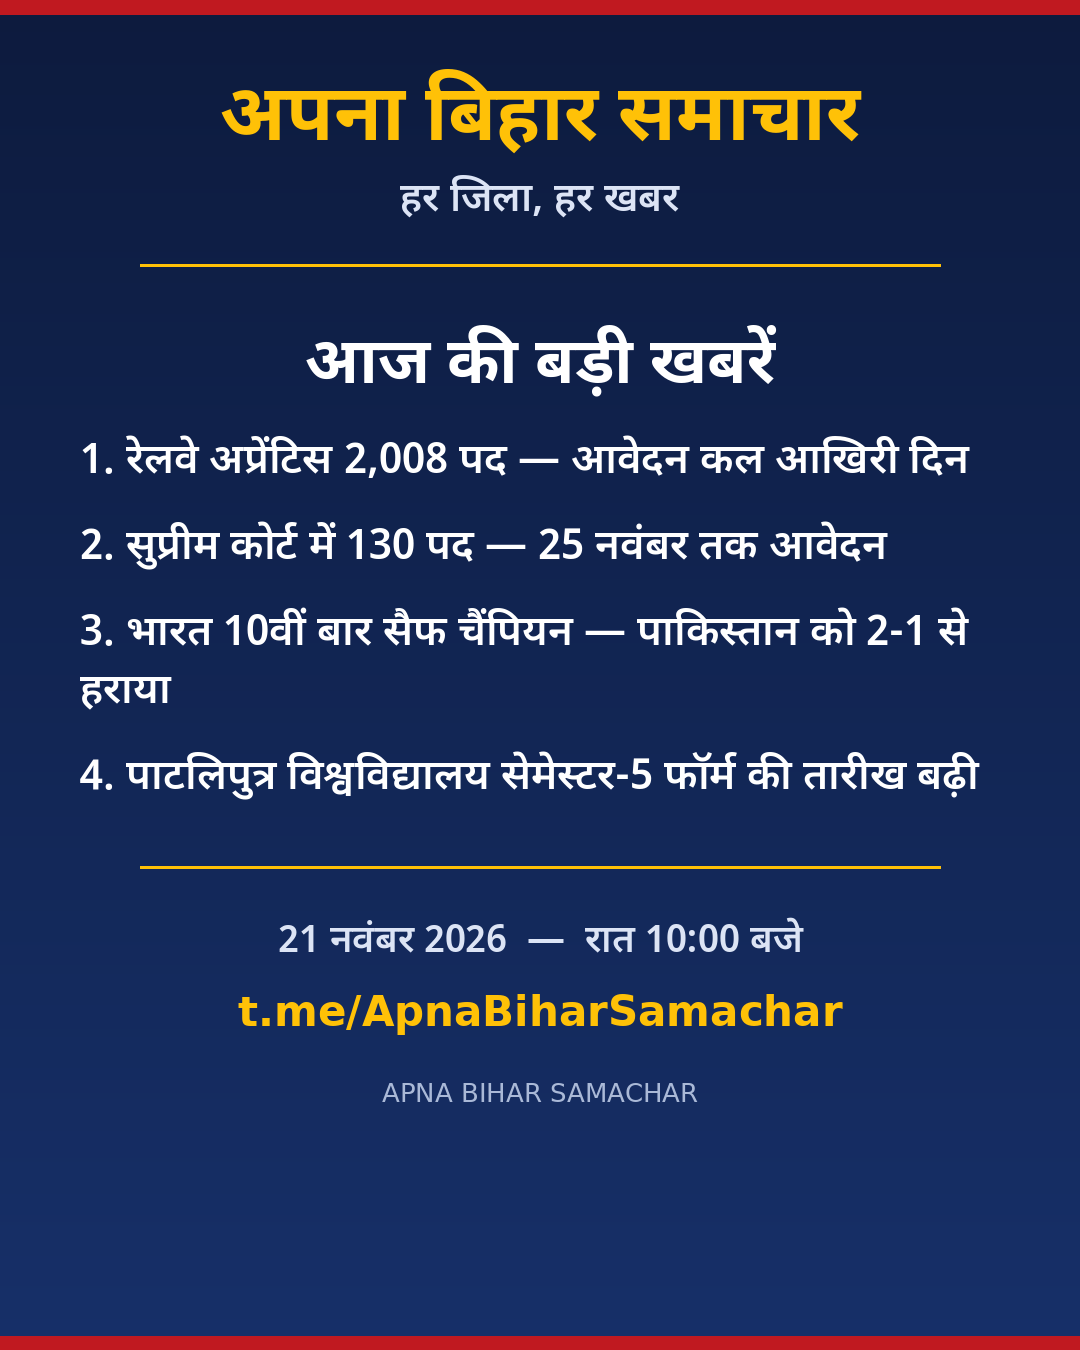 अपना बिहार समाचार
हर जिला, हर खबर
आज की बड़ी खबरें
1. रेलवे अप्रेंटिस 2,008 पद — आवेदन कल आखिरी दिन
2. सुप्रीम कोर्ट में 130 पद — 25 नवंबर तक आवेदन
3. भारत 10वीं बार सैफ चैंपियन — पाकिस्तान को 2-1 से
हराया
4. पाटलिपुत्र विश्वविद्यालय सेमेस्टर-5 फॉर्म की तारीख बढ़ी
21 नवंबर 2026 — रात 10:00 बजे
t.me/ApnaBiharSamachar
APNA BIHAR SAMACHAR